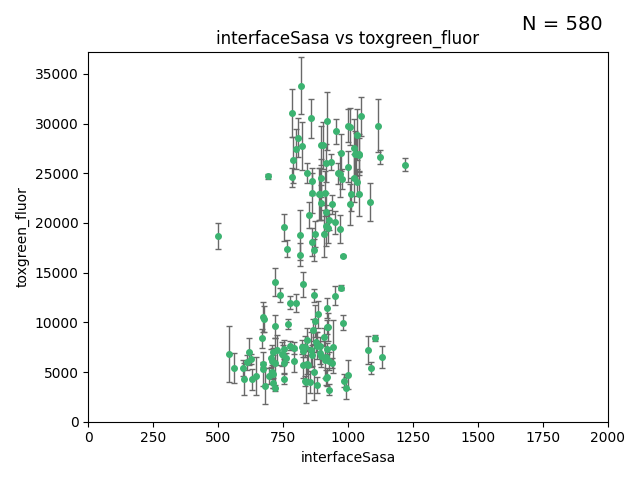 N = 580
interfaceSasa vs toxgreen_fluor
35000
30000
25000
20000
15000
10000
5000
0
toxgreen_fluor
0 250 500 750 1000 1250 1500 1750 2000
interfaceSasa